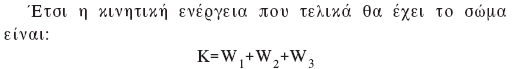 Έτσι η κινητική ενέργεια που τελικά θα έχει το σώμα
είναι:
K=W₁+W₂+W₃